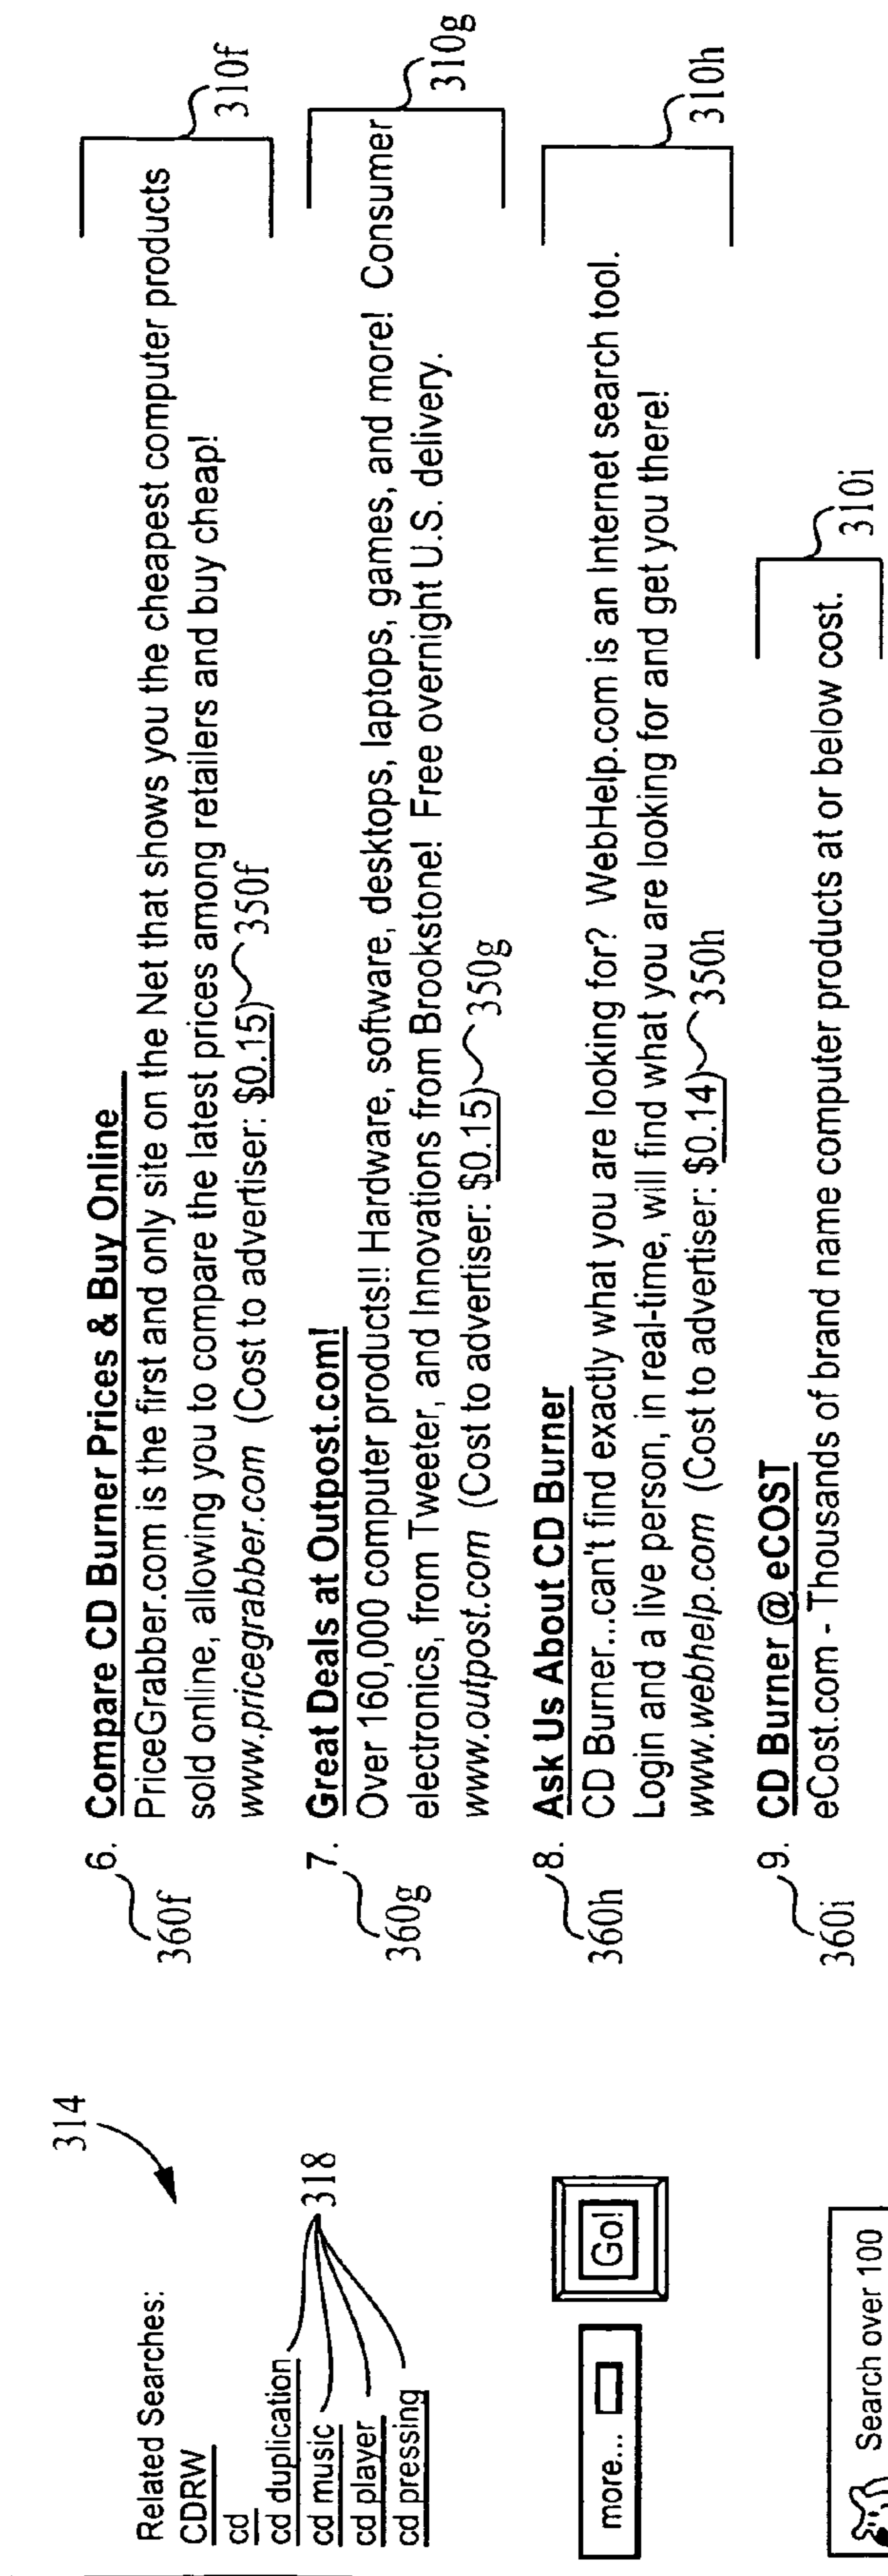 314
Related Searches:
CDRW
cd
cd duplication
cd music
cd player
cd pressing
318
more...
Go!
Search over 100
360f
6. Compare CD Burner Prices & Buy Online
PriceGrabber.com is the first and only site on the Net that shows you the cheapest computer products
sold online, allowing you to compare the latest prices among retailers and buy cheap!
www.pricegrabber.com (Cost to advertiser: $0.15)
350f
310f
360g
7. Great Deals at Outpost.com!
Over 160,000 computer products!! Hardware, software, desktops, laptops, games, and more! Consumer
electronics, from Tweeter, and Innovations from Brookstone! Free overnight U.S. delivery.
www.outpost.com (Cost to advertiser: $0.15)
350g
310g
360h
8. Ask Us About CD Burner
CD Burner...can't find exactly what you are looking for? WebHelp.com is an Internet search tool.
Login and a live person, in real-time, will find what you are looking for and get you there!
www.webhelp.com (Cost to advertiser: $0.14)
350h
310h
360i
9. CD Burner @ eCOST
eCost.com - Thousands of brand name computer products at or below cost.
310i